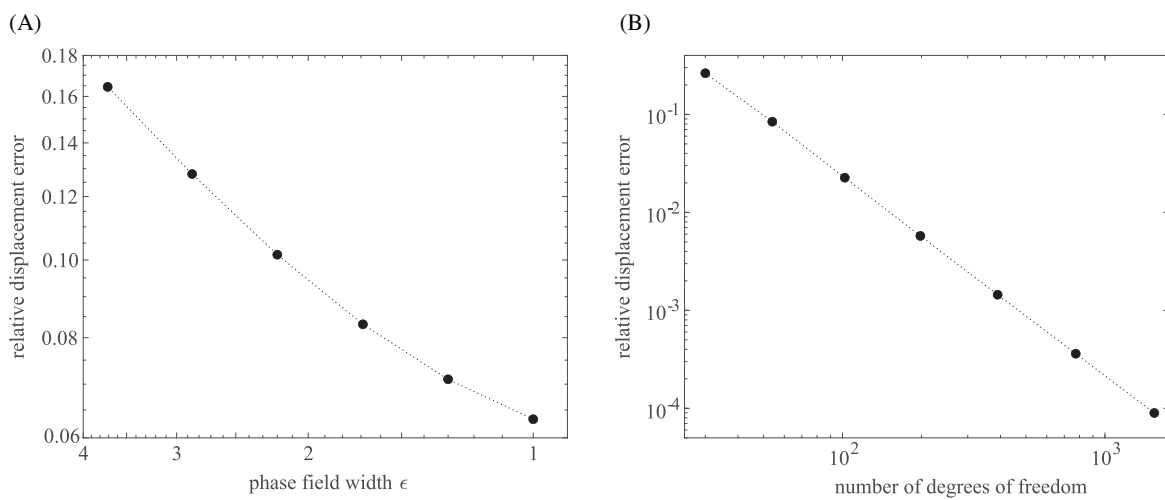 (A)
0.18
0.16
0.14
0.12
0.10
0.08
0.06
4 3 2 1
relative displacement error
phase field width ϵ
(B)
10⁻¹
10⁻²
10⁻³
10⁻⁴
10² 10³
relative displacement error
number of degrees of freedom